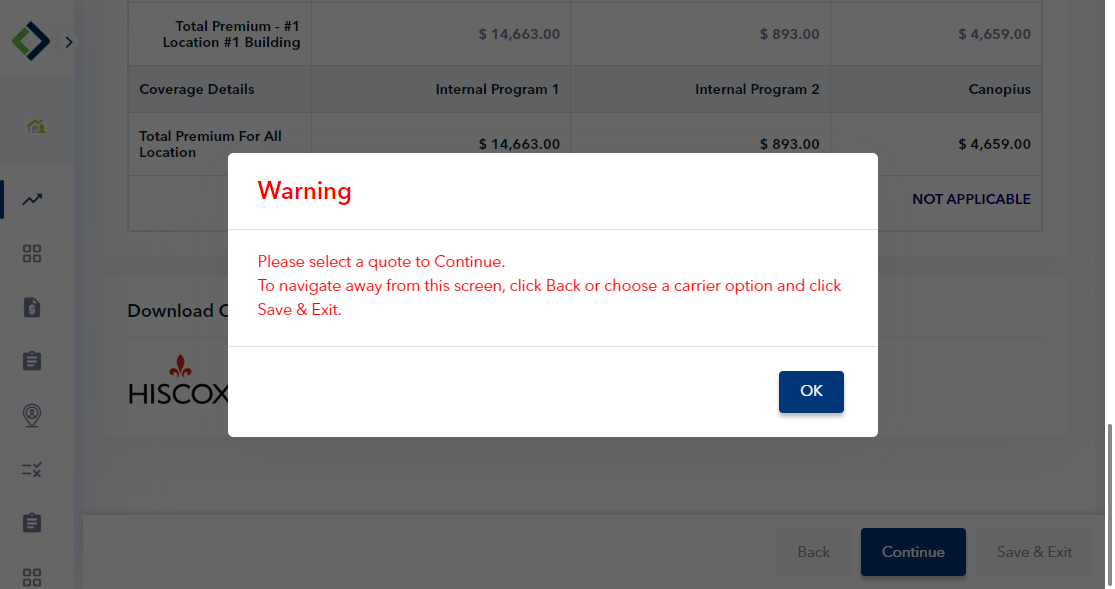 Total Premium - #1
Location #1 Building
$ 14,663.00
$ 893.00
$ 4,659.00
Coverage Details
Internal Program 1
Internal Program 2
Canopius
Total Premium For All
Location
$ 14,663.00
$ 893.00
$ 4,659.00
NOT APPLICABLE
Warning
Please select a quote to Continue.
To navigate away from this screen, click Back or choose a carrier option and click
Save & Exit.
OK
Download
HISCOX
Back
Continue
Save & Exit